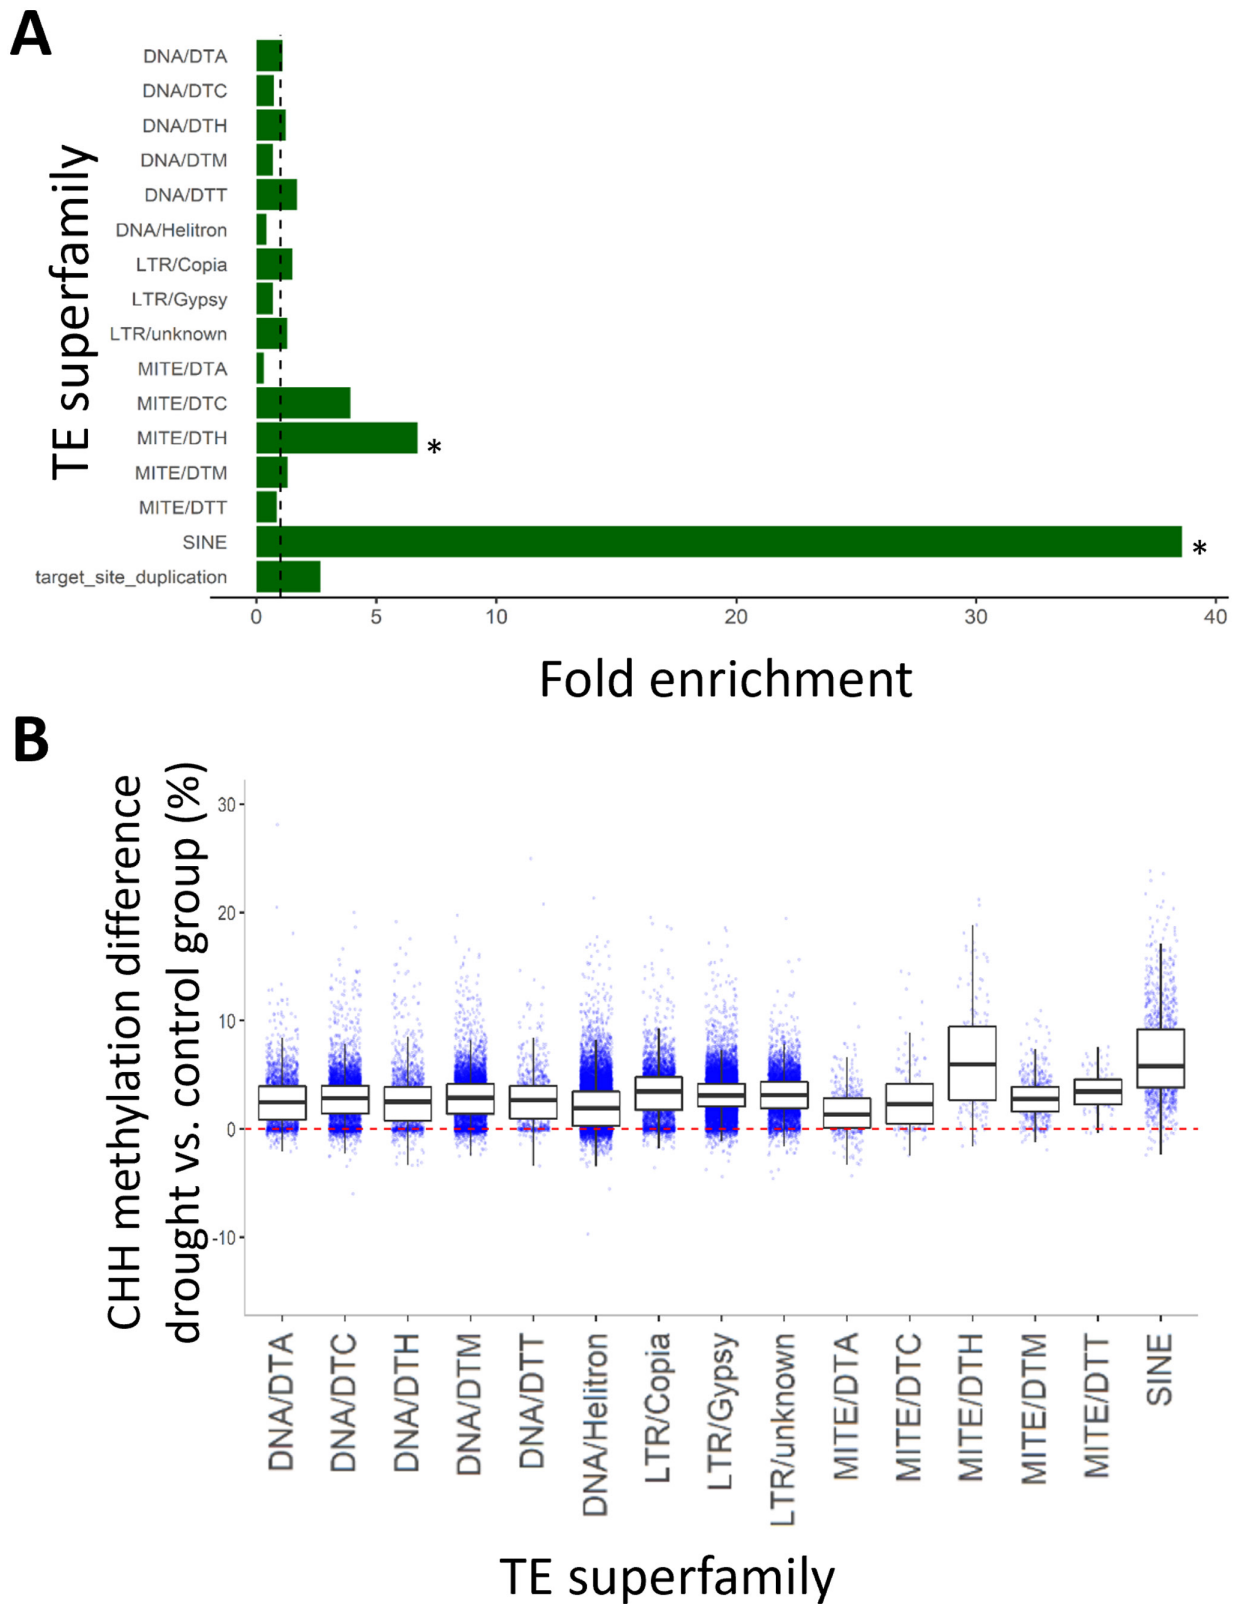 A
TE superfamily
DNA/DTA
DNA/DTC
DNA/DTH
DNA/DTM
DNA/DTT
DNA/Helitron
LTR/Copia
LTR/Gypsy
LTR/unknown
MITE/DTA
MITE/DTC
MITE/DTH
*
MITE/DTM
MITE/DTT
SINE
*
target_site_duplication
0 5 10 20 30 40
Fold enrichment
B
CHH methylation difference
drought vs. control group (%)
30
20
10
0
-10
DNA/DTA
DNA/DTC
DNA/DTH
DNA/DTM
DNA/DTT
DNA/Helitron
LTR/Copia
LTR/Gypsy
LTR/unknown
MITE/DTA
MITE/DTC
MITE/DTH
MITE/DTM
MITE/DTT
SINE
TE superfamily